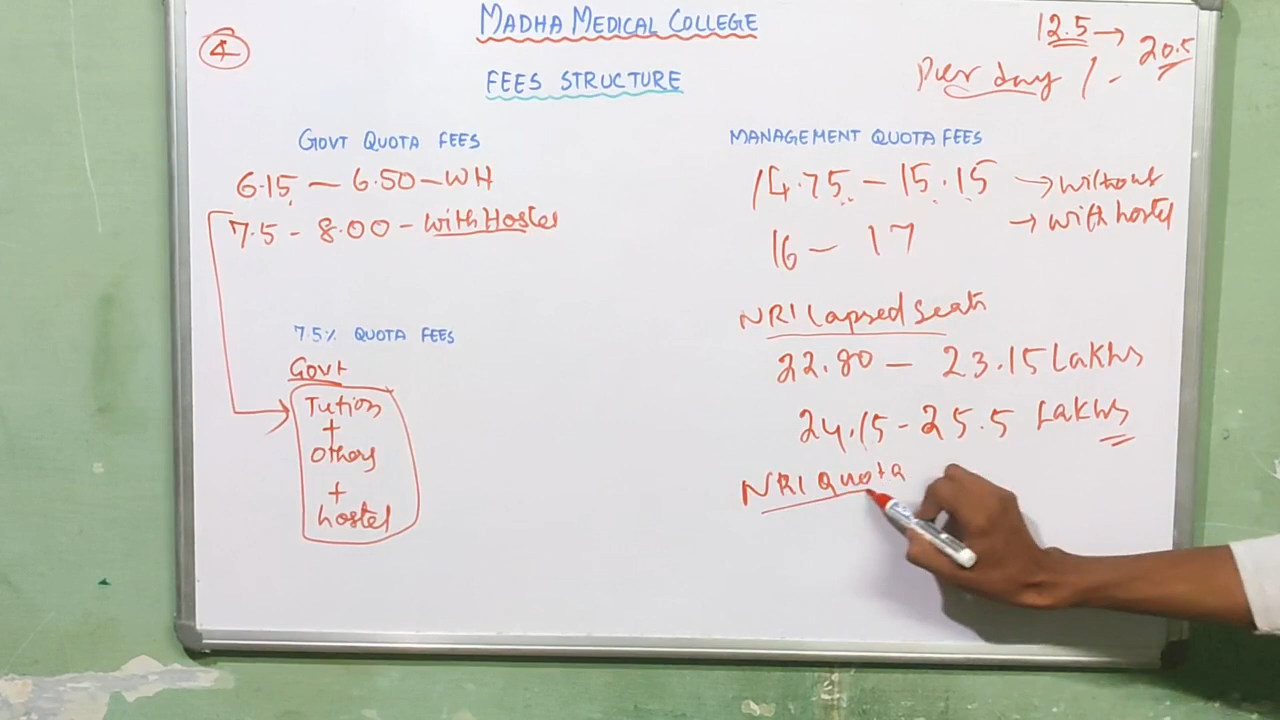 4
MADHA MEDICAL COLLEGE
FEES STRUCTURE
12.5 → 20.5
Per day / -
GOVT QUOTA FEES
6.15 – 6.50 – WH
7.5 – 8.00 – With Hostel
7.5% QUOTA FEES
Govt
Tution
+
others
+
hostel
MANAGEMENT QUOTA FEES
14.75 – 15.15 → without
16 – 17 → with hostel
NRI Lapsed Seats
22.80 – 23.15 Lakhs
24.15 - 25.5 Lakhs
NRI Quota